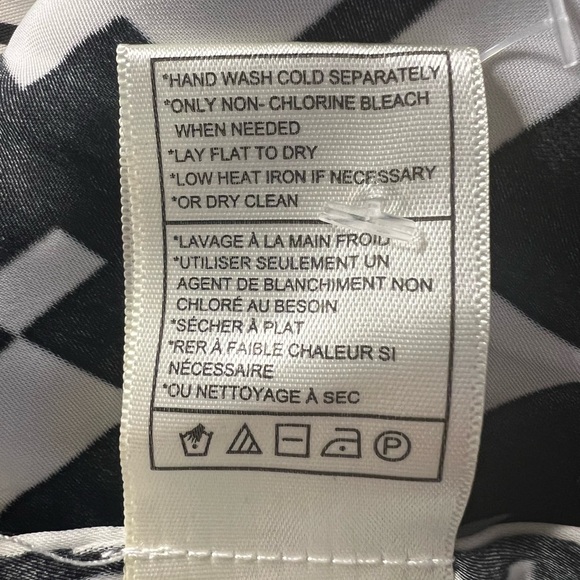 *HAND WASH COLD SEPARATELY
*ONLY NON- CHLORINE BLEACH
WHEN NEEDED
*LAY FLAT TO DRY
*LOW HEAT IRON IF NECESSARY
*OR DRY CLEAN
*LAVAGE À LA MAIN FROID
*UTILISER SEULEMENT UN
AGENT DE BLANCHIMENT NON
CHLORÉ AU BESOIN
*SÉCHER À PLAT
*RER À FAIBLE CHALEUR SI
NÉCESSAIRE
*OU NETTOYAGE À SEC
P